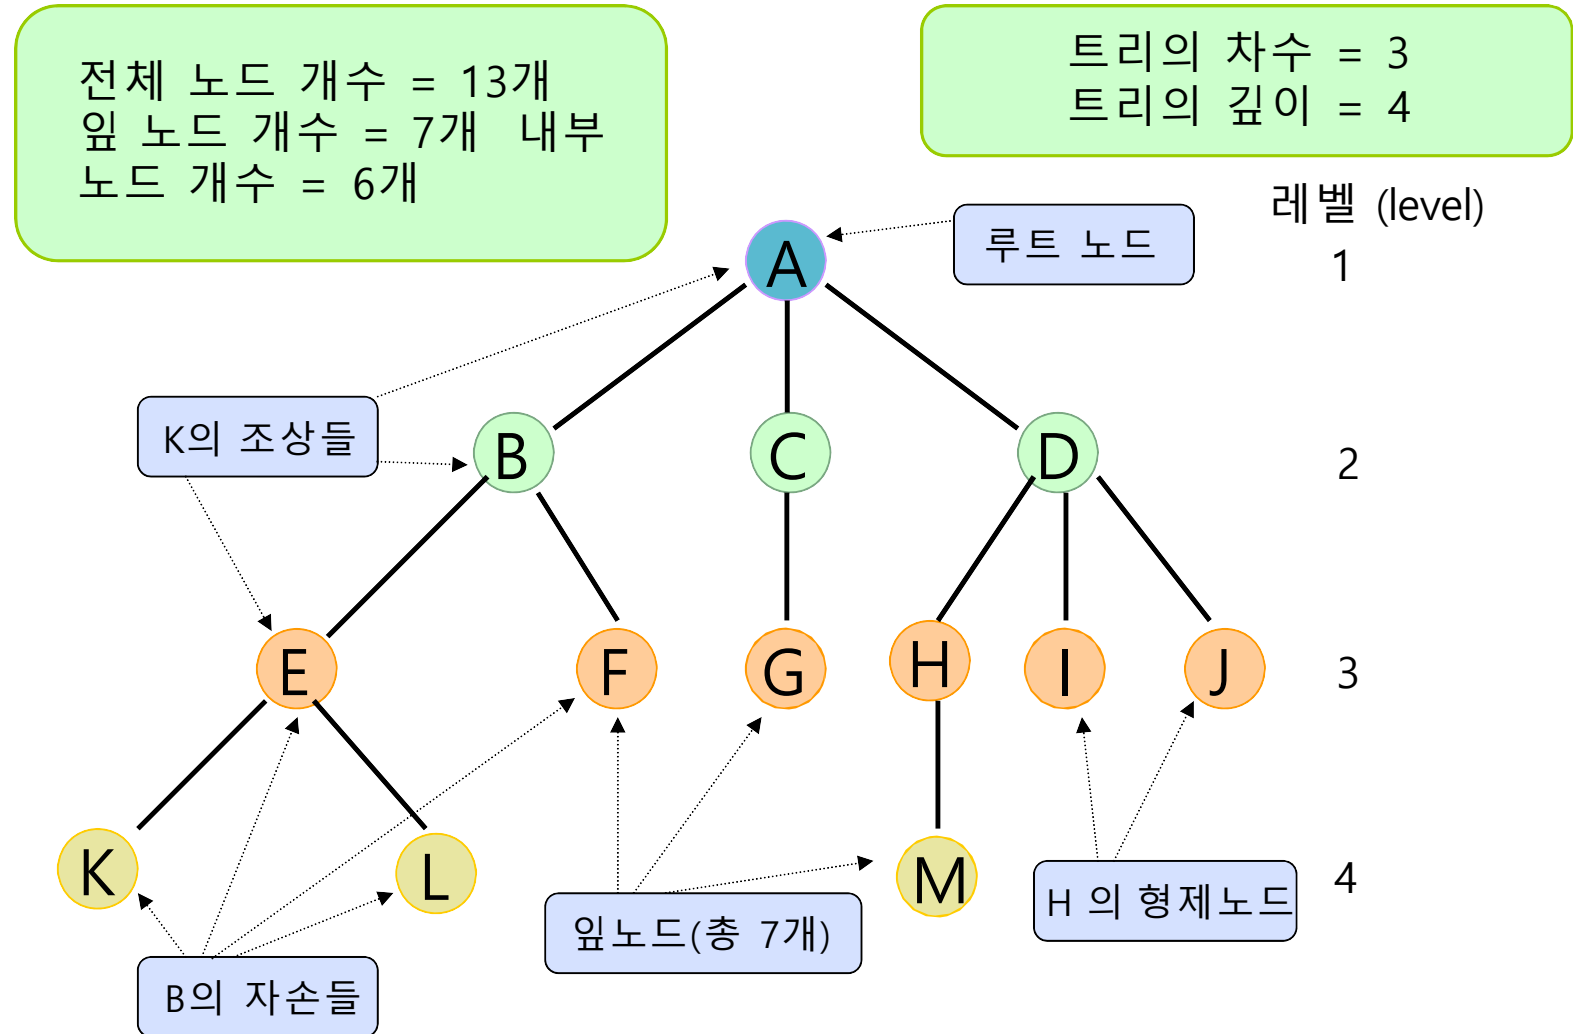 전체 노드 개수 = 13개
잎 노드 개수 = 7개 내부
노드 개수 = 6개
트리의 차수 = 3
트리의 깊이 = 4
레벨 (level)
루트 노드
A
1
K의 조상들
B
C
D
2
E
F
G
H
I
J
3
K
L
M
4
잎노드(총 7개)
H 의 형제노드
B의 자손들